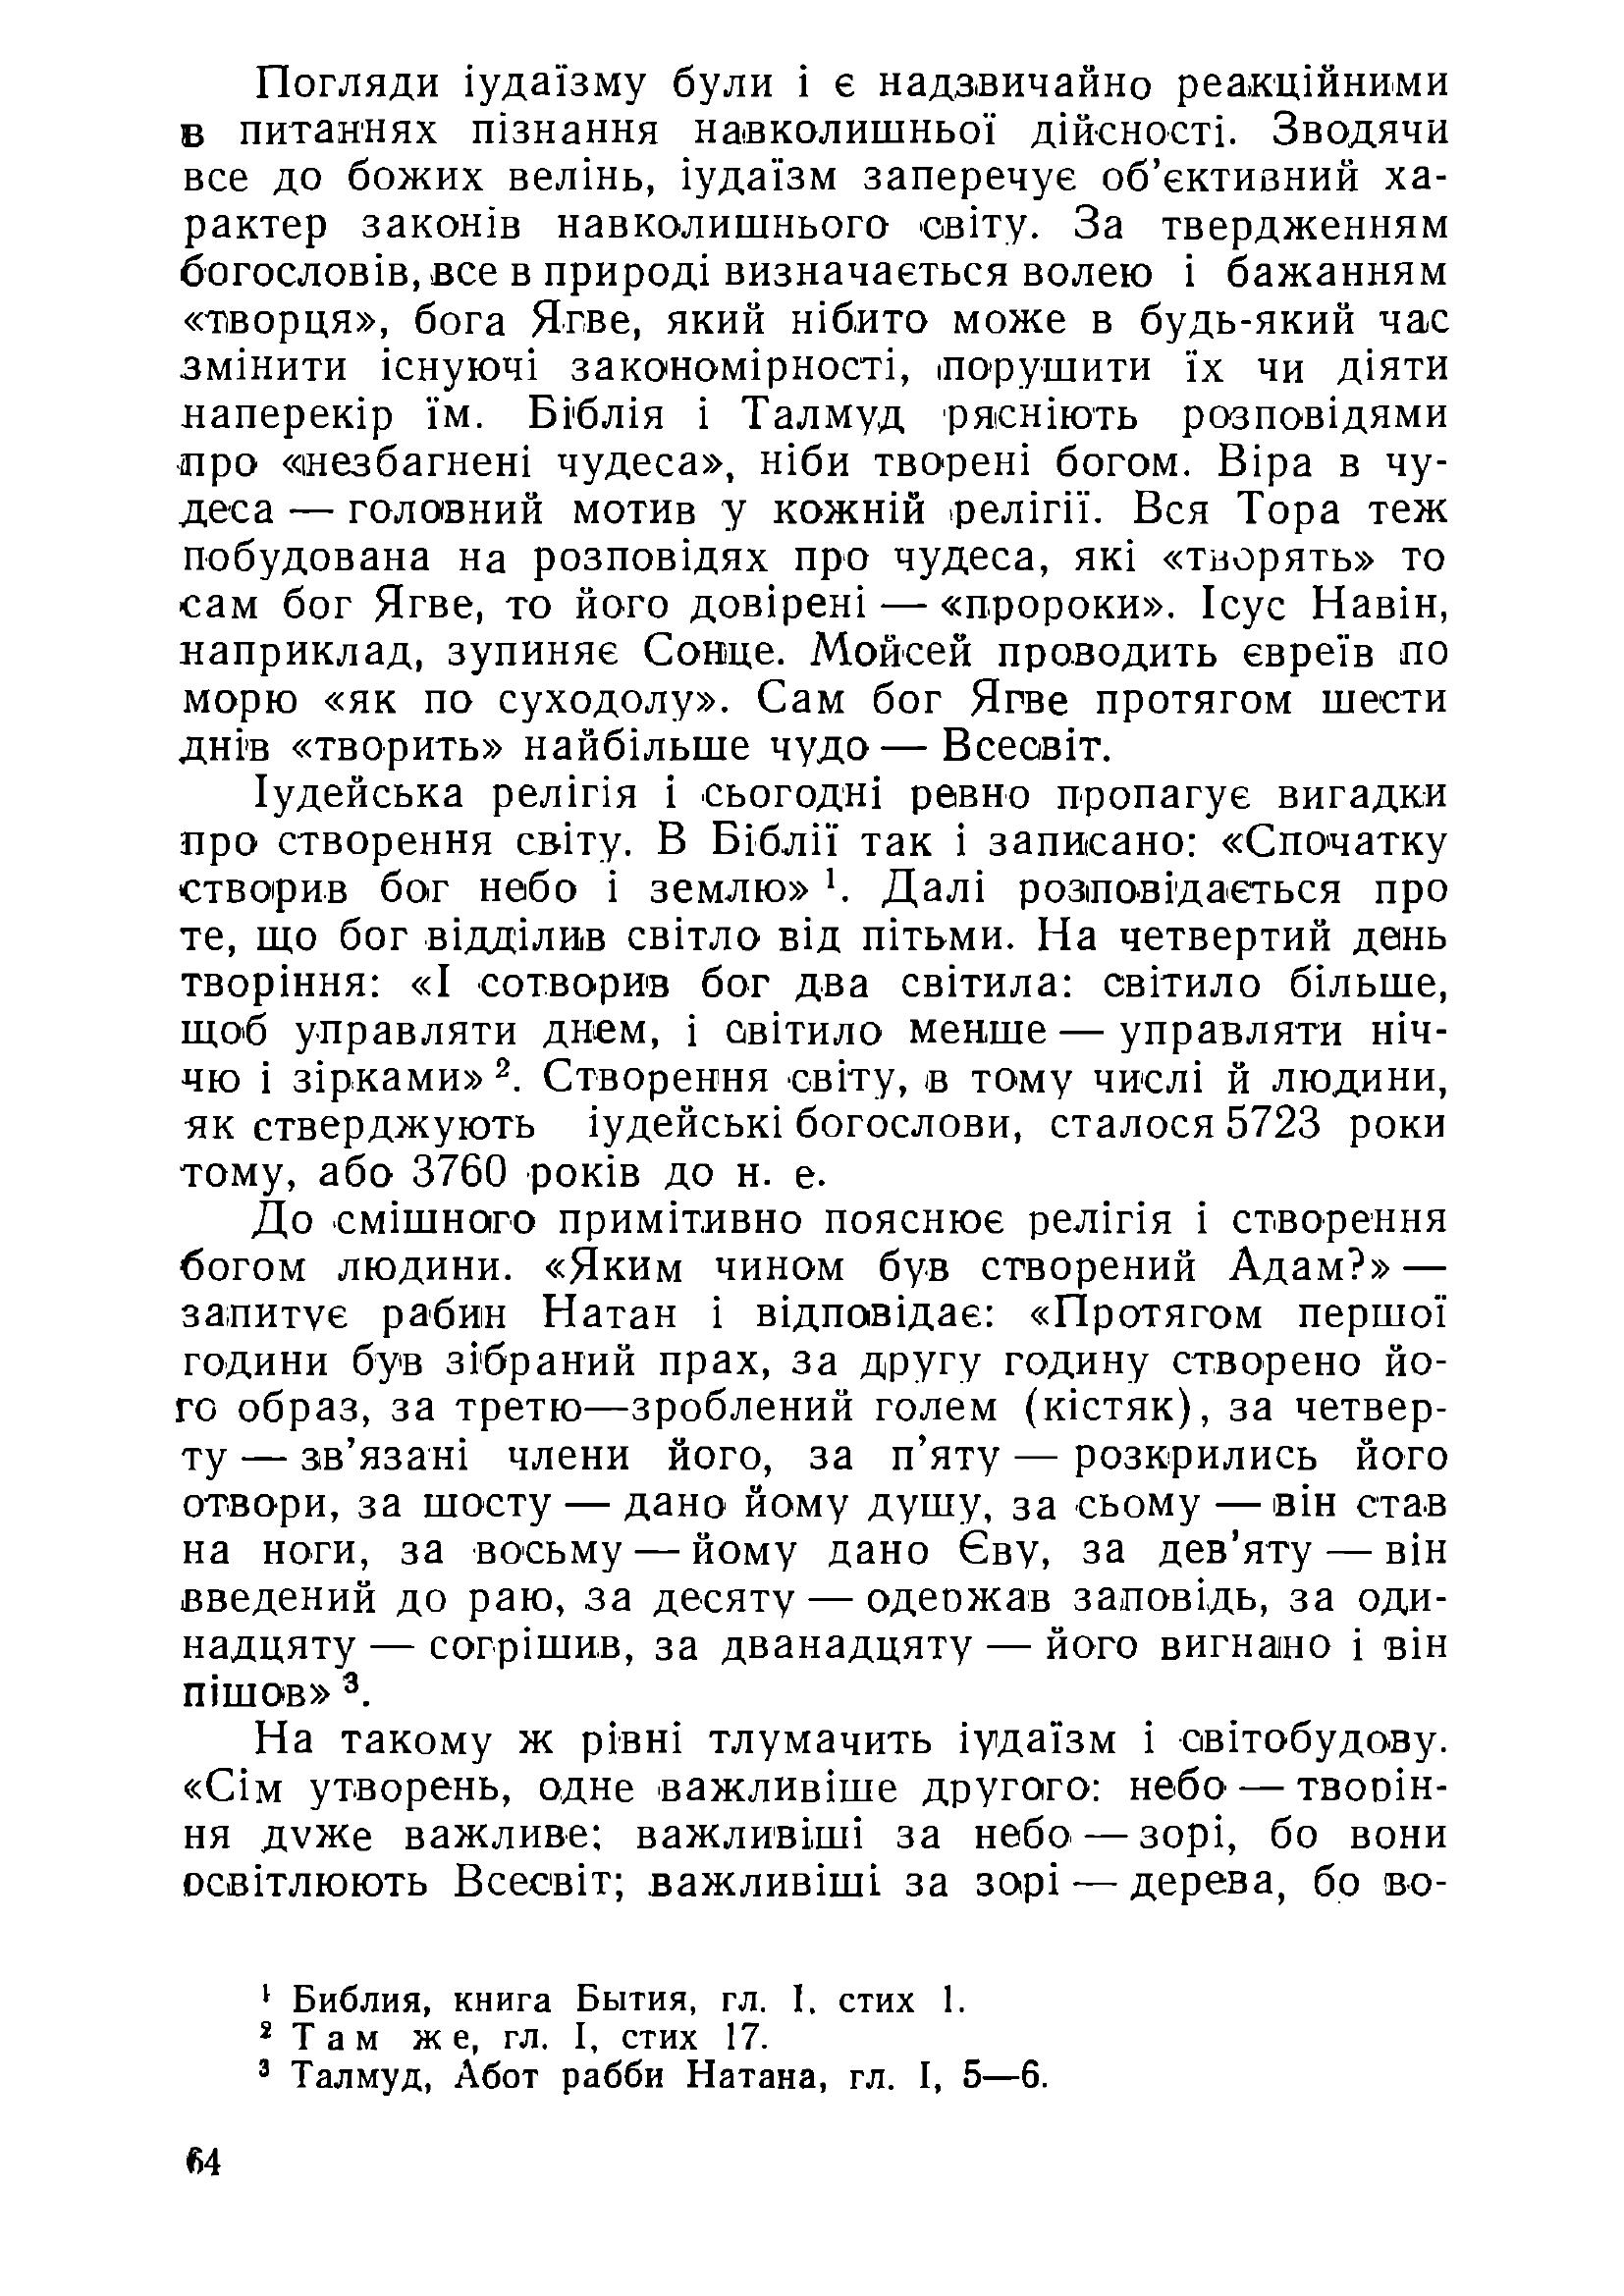 Погляди іудаїзму були і є надзвичайно реакційними
в питаннях пізнання навколишньої дійсності. Зводячи
все до божих велінь, іудаїзм заперечує об’єктивний ха-
рактер законів навколишнього світу. За твердженням
богословів, все в природі визначається волею і бажанням
«творця», бога Ягве, який нібито може в будь-який час
змінити існуючі закономірності, порушити їх чи діяти
наперекір їм. Біблія і Талмуд рясніють розповідями
про «незбагнені чудеса», ніби творені богом. Віра в чу-
деса — головний мотив у кожній релігії. Вся Тора теж
побудована на розповідях про чудеса, які «творять» то
сам бог Ягве, то його довірені — «пророки». Ісус Навін,
наприклад, зупиняє Сонце. Мойсей проводить євреїв по
морю «як по суходолу». Сам бог Ягве протягом шести
днів «творить» найбільше чудо — Всесвіт.
Іудейська релігія і сьогодні ревно пропагує вигадки
про створення світу. В Біблії так і записано: «Спочатку
створив бог небо і землю» ¹. Далі розповідається про
те, що бог відділив світло від пітьми. На четвертий день
творіння: «І сотворив бог два світила: світило більше,
щоб управляти днем, і світило менше — управляти ніч-
чю і зірками» ². Створення світу, в тому числі й людини,
як стверджують іудейські богослови, сталося 5723 роки
тому, або 3760 років до н. е.
До смішного примітивно пояснює релігія і створення
богом людини. «Яким чином був створений Адам?» —
запитує рабин Натан і відповідає: «Протягом першої
години був зібраний прах, за другу годину створено йо-
го образ, за третю—зроблений голем (кістяк), за четвер-
ту — зв’язані члени його, за п’яту — розкрились його
отвори, за шосту — дано йому душу, за сьому — він став
на ноги, за восьму — йому дано Єву, за дев’яту — він
введений до раю, за десяту — одержав заповідь, за оди-
надцяту — согрішив, за дванадцяту — його вигнано і він
пішов» ³.
На такому ж рівні тлумачить іудаїзм і світобудову.
«Сім утворень, одне важливіше другого: небо — творін-
ня дуже важливе; важливіші за небо — зорі, бо вони
освітлюють Всесвіт; важливіші за зорі — дерева, бо во-
¹ Библия, книга Бытия, гл. I, стих 1.
² Там же, гл. I, стих 17.
³ Талмуд, Абот рабби Натана, гл. I, 5—6.
64